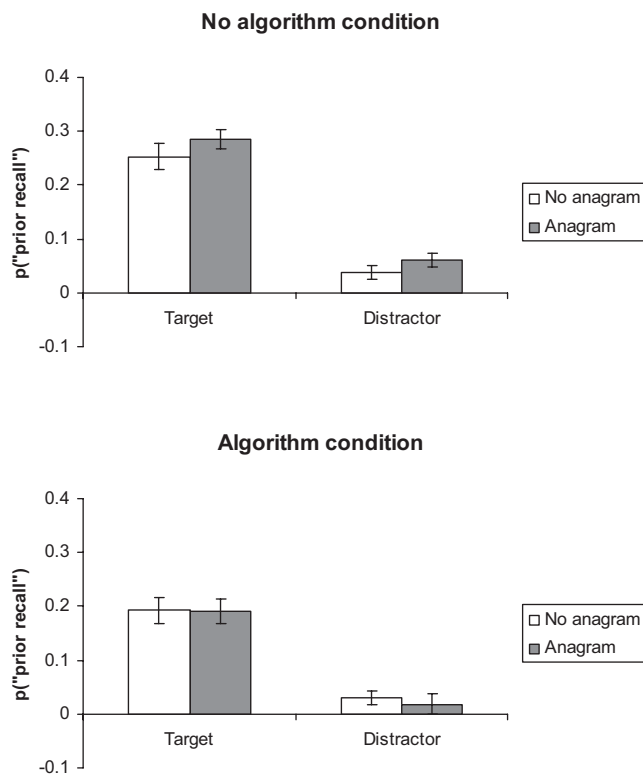 No algorithm condition
p("prior recall")
0.4
0.3
0.2
0.1
0
-0.1
Target Distractor
No anagram
Anagram
Algorithm condition
p("prior recall")
0.4
0.3
0.2
0.1
0
-0.1
Target Distractor
No anagram
Anagram